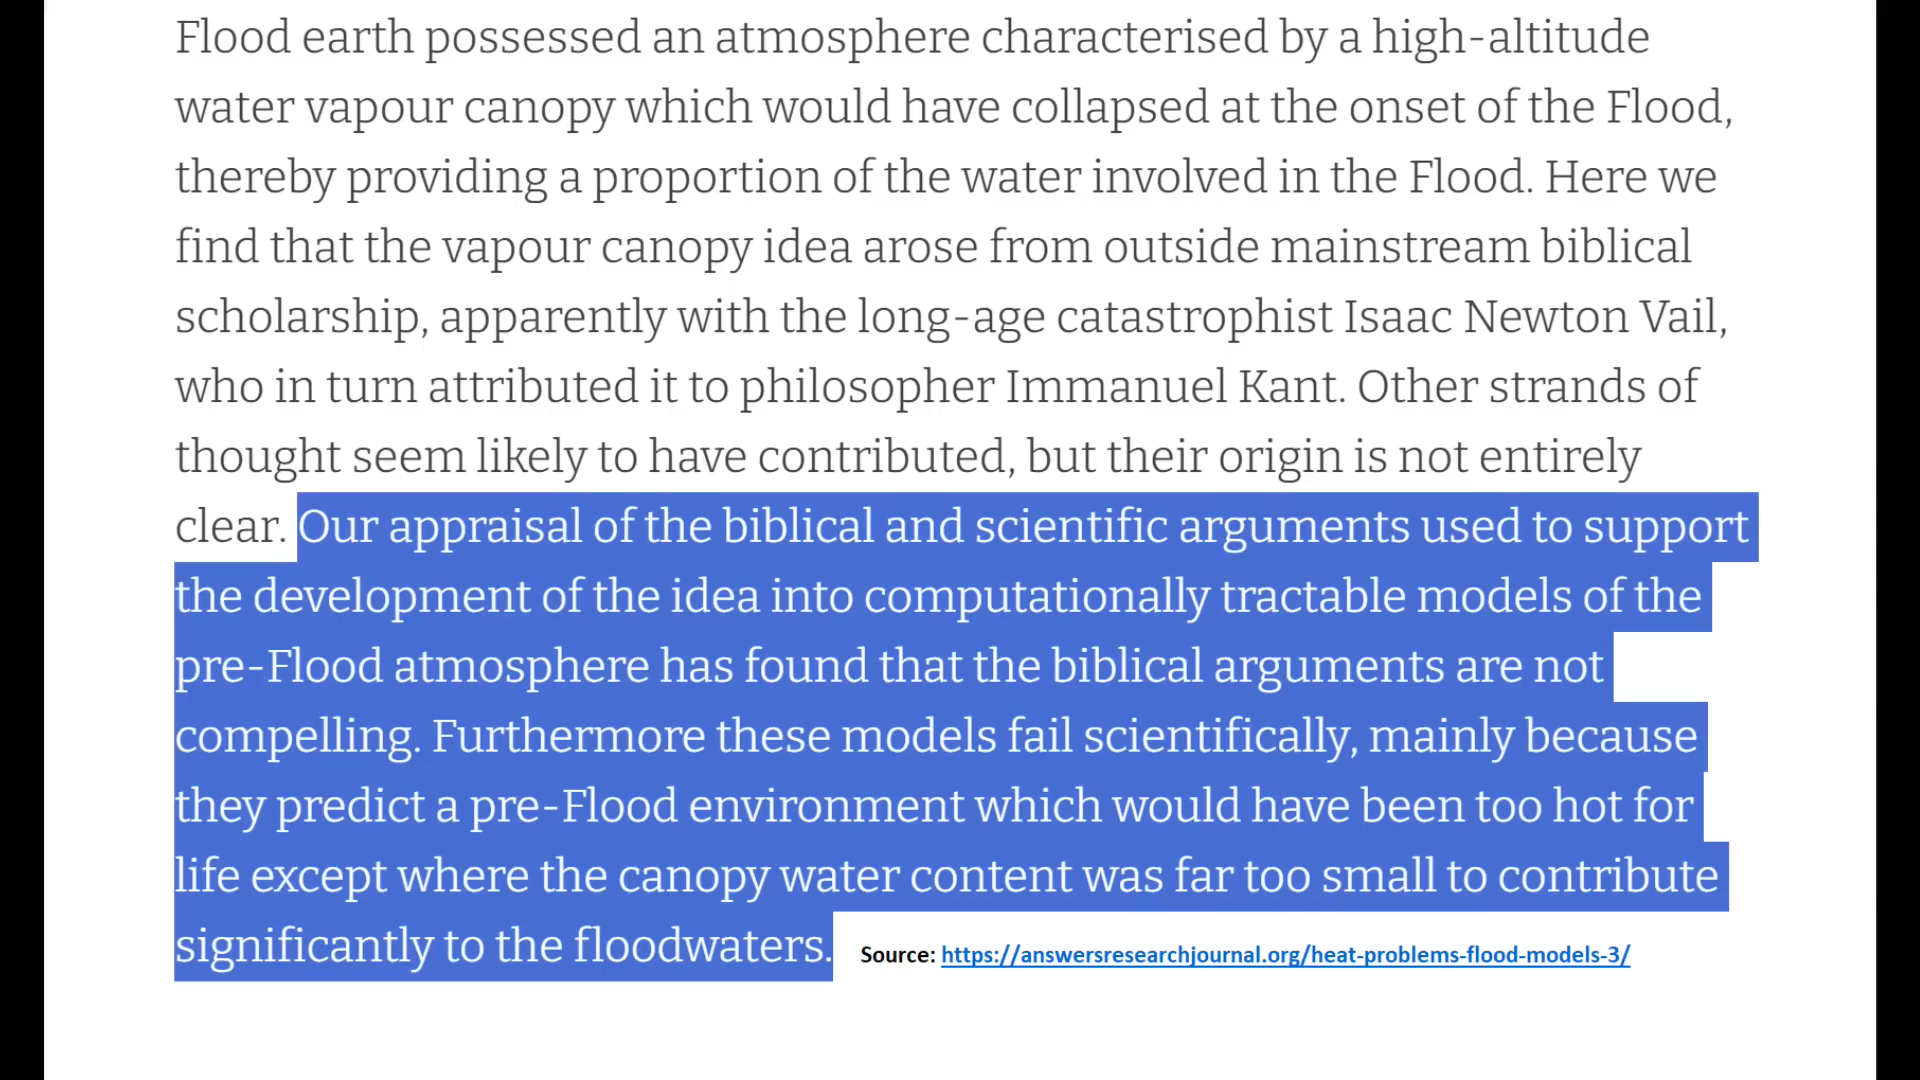 Flood earth possessed an atmosphere characterised by a high-altitude
water vapour canopy which would have collapsed at the onset of the Flood,
thereby providing a proportion of the water involved in the Flood. Here we
find that the vapour canopy idea arose from outside mainstream biblical
scholarship, apparently with the long-age catastrophist Isaac Newton Vail,
who in turn attributed it to philosopher Immanuel Kant. Other strands of
thought seem likely to have contributed, but their origin is not entirely
clear. Our appraisal of the biblical and scientific arguments used to support
the development of the idea into computationally tractable models of the
pre-Flood atmosphere has found that the biblical arguments are not
compelling. Furthermore these models fail scientifically, mainly because
they predict a pre-Flood environment which would have been too hot for
life except where the canopy water content was far too small to contribute
significantly to the floodwaters.
Source: https://answersresearchjournal.org/heat-problems-flood-models-3/